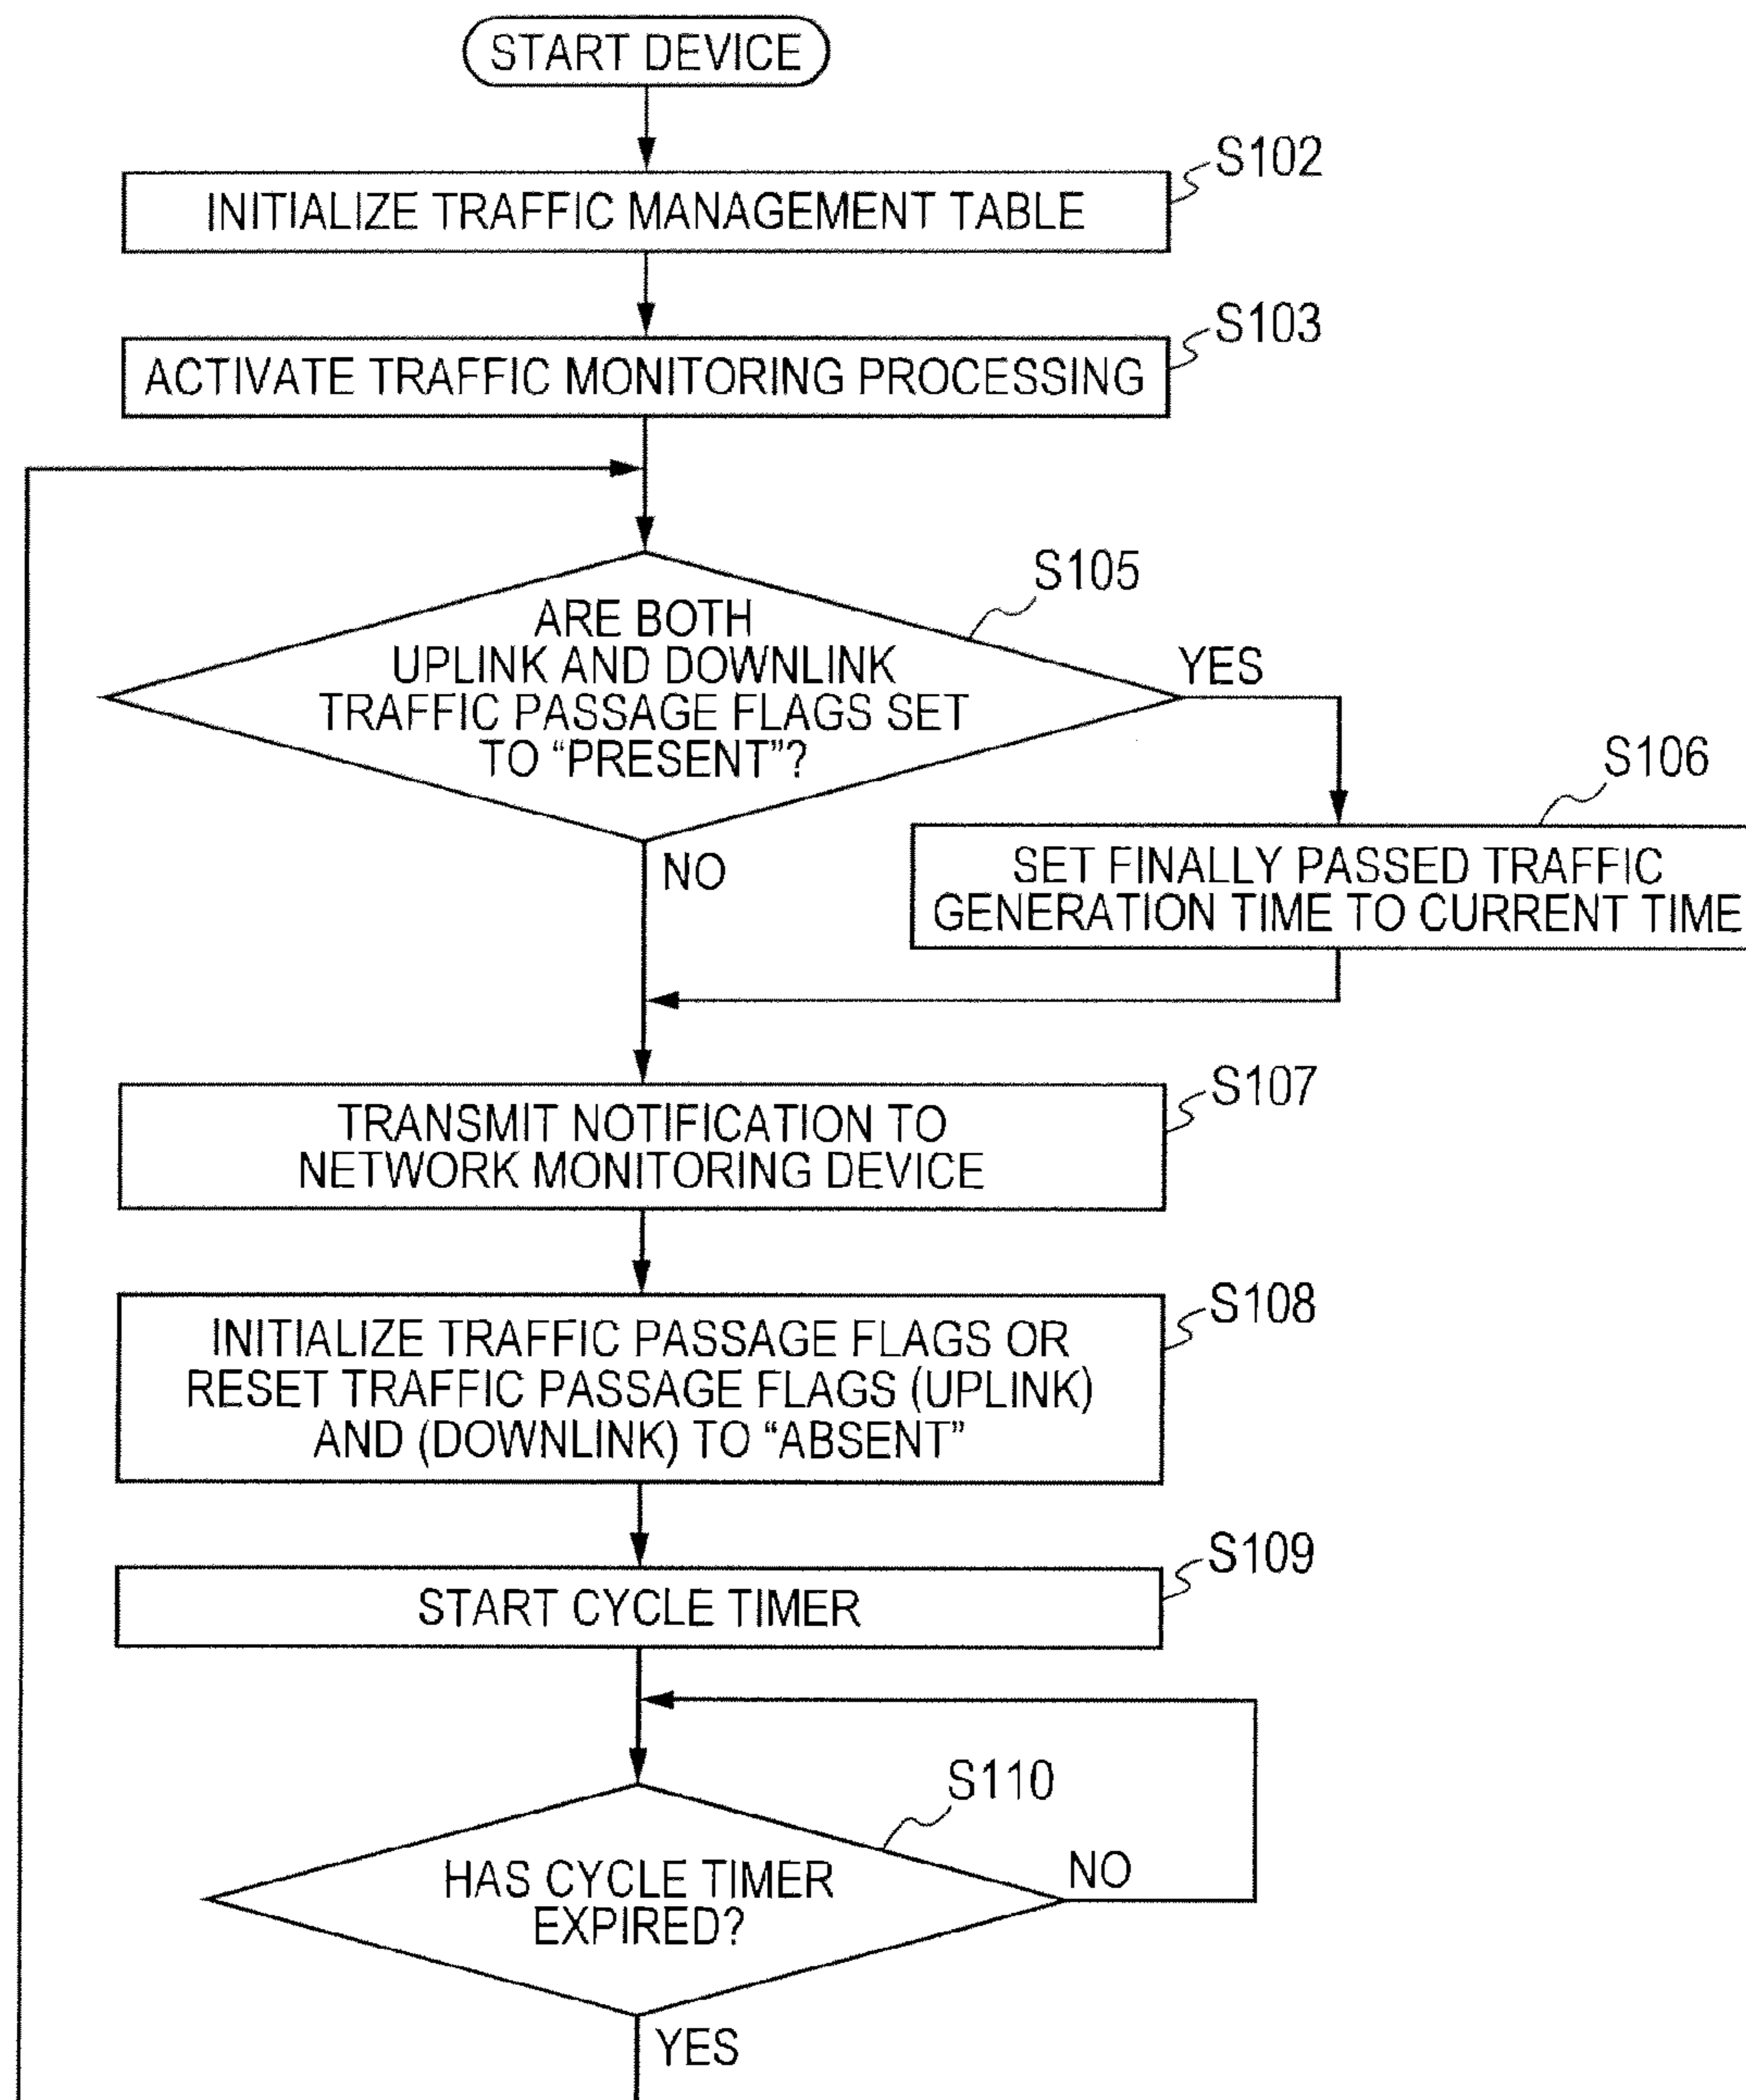 START DEVICE
S102
INITIALIZE TRAFFIC MANAGEMENT TABLE
S103
ACTIVATE TRAFFIC MONITORING PROCESSING
S105
ARE BOTH
UPLINK AND DOWNLINK
TRAFFIC PASSAGE FLAGS SET
TO “PRESENT”?
YES
NO
S106
SET FINALLY PASSED TRAFFIC
GENERATION TIME TO CURRENT TIME
S107
TRANSMIT NOTIFICATION TO
NETWORK MONITORING DEVICE
S108
INITIALIZE TRAFFIC PASSAGE FLAGS OR
RESET TRAFFIC PASSAGE FLAGS (UPLINK)
AND (DOWNLINK) TO “ABSENT”
S109
START CYCLE TIMER
S110
HAS CYCLE TIMER
EXPIRED?
NO
YES